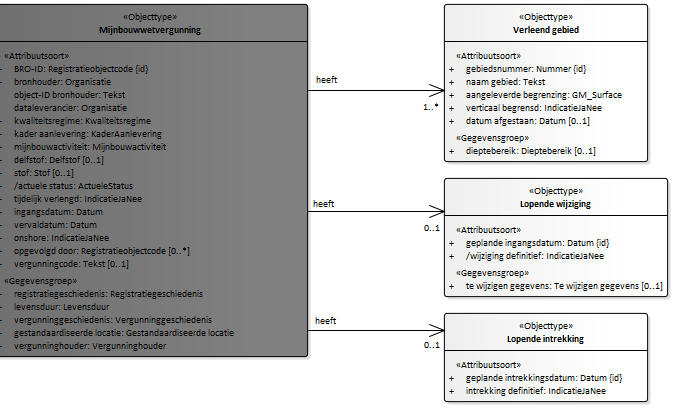 «Objecttype»
Mijnbouwwetvergunning
«Attribuutsoort»
- BRO-ID: Registratieobjectcode {id}
- bronhouder: Organisatie
object-ID bronhouder: Tekst
dataleverancier: Organisatie
- kwaliteitsregime: Kwaliteitsregime
- kader aanlevering: KaderAanlevering
- mijnbouwactiviteit: Mijnbouwactiviteit
- delfstof: Delfstof [0..1]
- stof: Stof [0..1]
- /actuele status: ActueleStatus
- tijdelijk verlengd: IndicatieJaNee
- ingangsdatum: Datum
- vervaldatum: Datum
- onshore: IndicatieJaNee
- opgevolgd door: Registratieobjectcode [0..*]
- vergunningcode: Tekst [0..1]
«Gegevensgroep»
- registratiegeschiedenis: Registratiegeschiedenis
- levensduur: Levensduur
- vergunninggeschiedenis: Vergunninggeschiedenis
- gestandaardiseerde locatie: Gestandaardiseerde locatie
- vergunninghouder: Vergunninghouder
heeft
1..*
«Objecttype»
Verleend gebied
«Attribuutsoort»
+ gebiedsnummer: Nummer {id}
+ naam gebied: Tekst
+ aangeleverde begrenzing: GM_Surface
+ verticaal begrensd: IndicatieJaNee
+ datum afgestaan: Datum [0..1]
«Gegevensgroep»
+ dieptebereik: Dieptebereik [0..1]
heeft
0..1
«Objecttype»
Lopende wijziging
«Attribuutsoort»
+ geplande ingangsdatum: Datum {id}
+ /wijziging definitief: IndicatieJaNee
«Gegevensgroep»
+ te wijzigen gegevens: Te wijzigen gegevens [0..1]
heeft
0..1
«Objecttype»
Lopende intrekking
«Attribuutsoort»
+ geplande intrekkingsdatum: Datum {id}
+ intrekking definitief: IndicatieJaNee